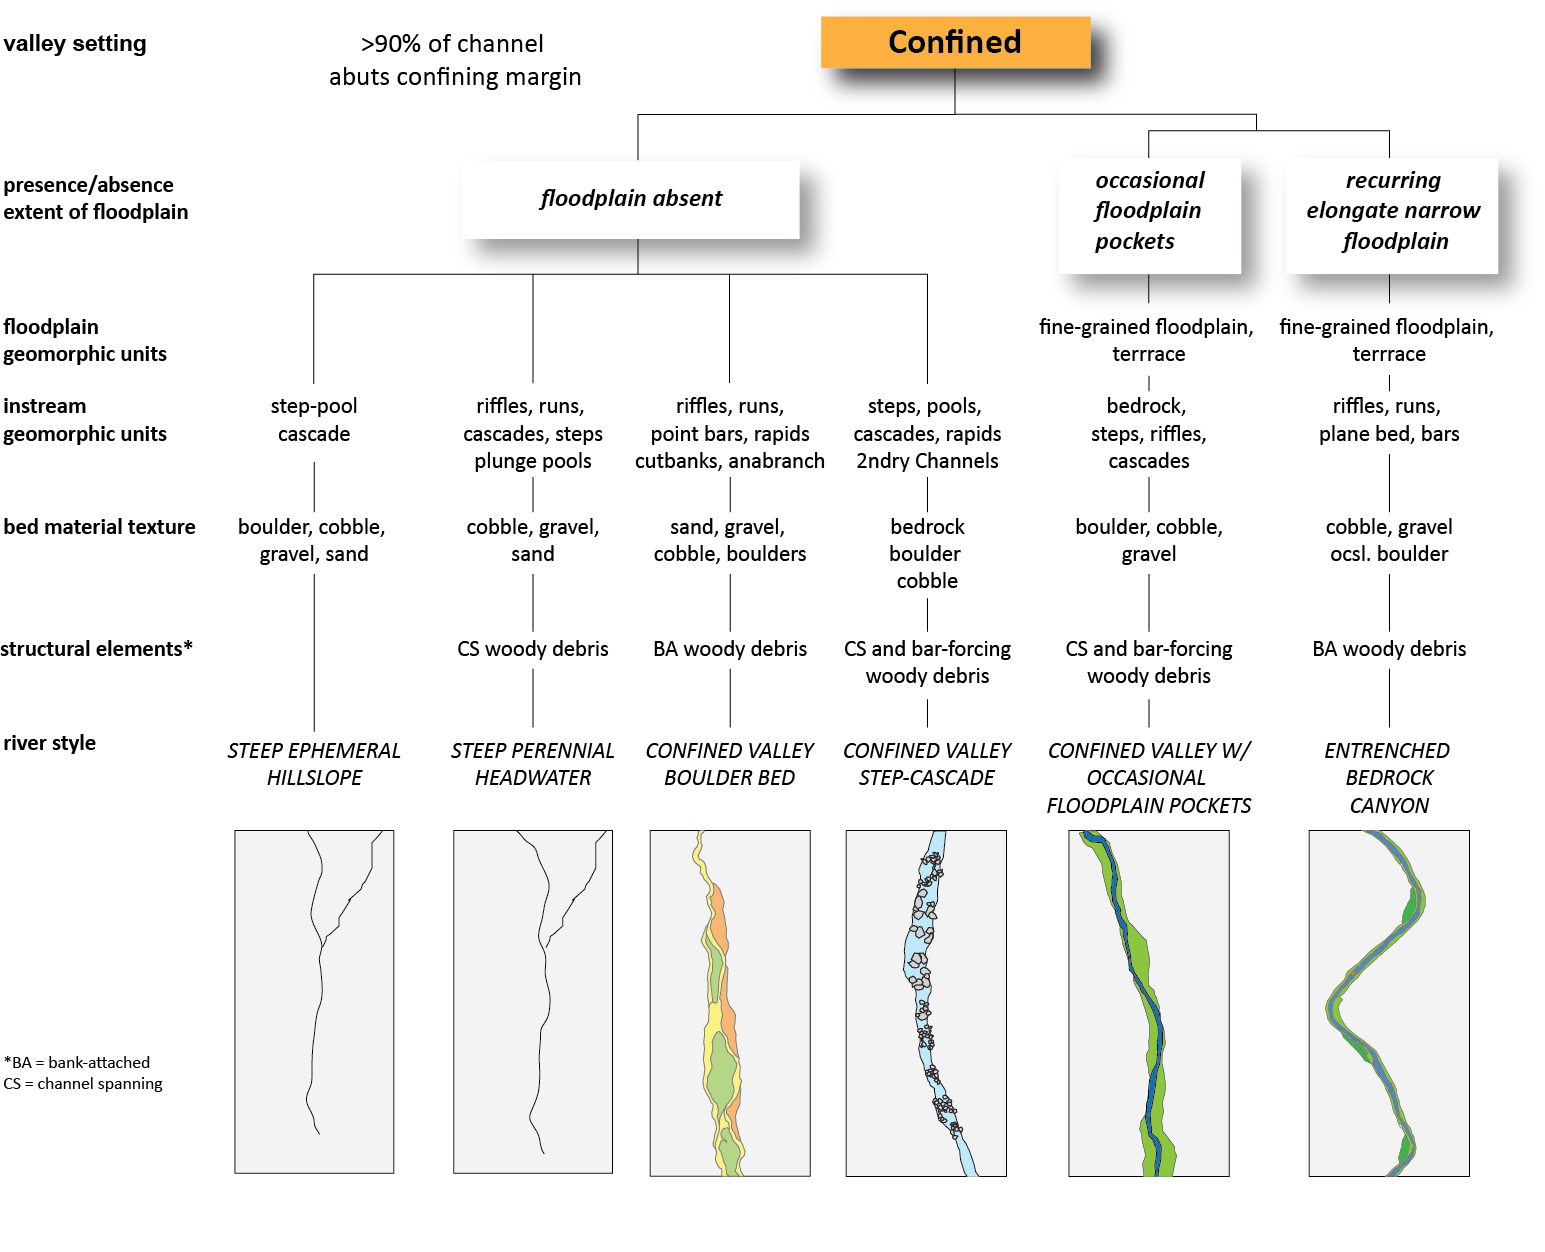 valley setting
>90% of channel
abuts confining margin
Confined
presence/absence
extent of floodplain
floodplain absent
occasional
floodplain
pockets
recurring
elongate narrow
floodplain
floodplain
geomorphic units
fine-grained floodplain,
terrrace
fine-grained floodplain,
terrrace
instream
geomorphic units
step-pool
cascade
riffles, runs,
cascades, steps
plunge pools
riffles, runs,
point bars, rapids
cutbanks, anabranch
steps, pools,
cascades, rapids
2ndry Channels
bedrock,
steps, riffles,
cascades
riffles, runs,
plane bed, bars
bed material texture
boulder, cobble,
gravel, sand
cobble, gravel,
sand
sand, gravel,
cobble, boulders
bedrock
boulder
cobble
boulder, cobble,
gravel
cobble, gravel
ocsl. boulder
structural elements*
CS woody debris
BA woody debris
CS and bar-forcing
woody debris
CS and bar-forcing
woody debris
BA woody debris
river style
STEEP EPHEMERAL
HILLSLOPE
STEEP PERENNIAL
HEADWATER
CONFINED VALLEY
BOULDER BED
CONFINED VALLEY
STEP-CASCADE
CONFINED VALLEY W/
OCCASIONAL
FLOODPLAIN POCKETS
ENTRENCHED
BEDROCK
CANYON
*BA = bank-attached
CS = channel spanning